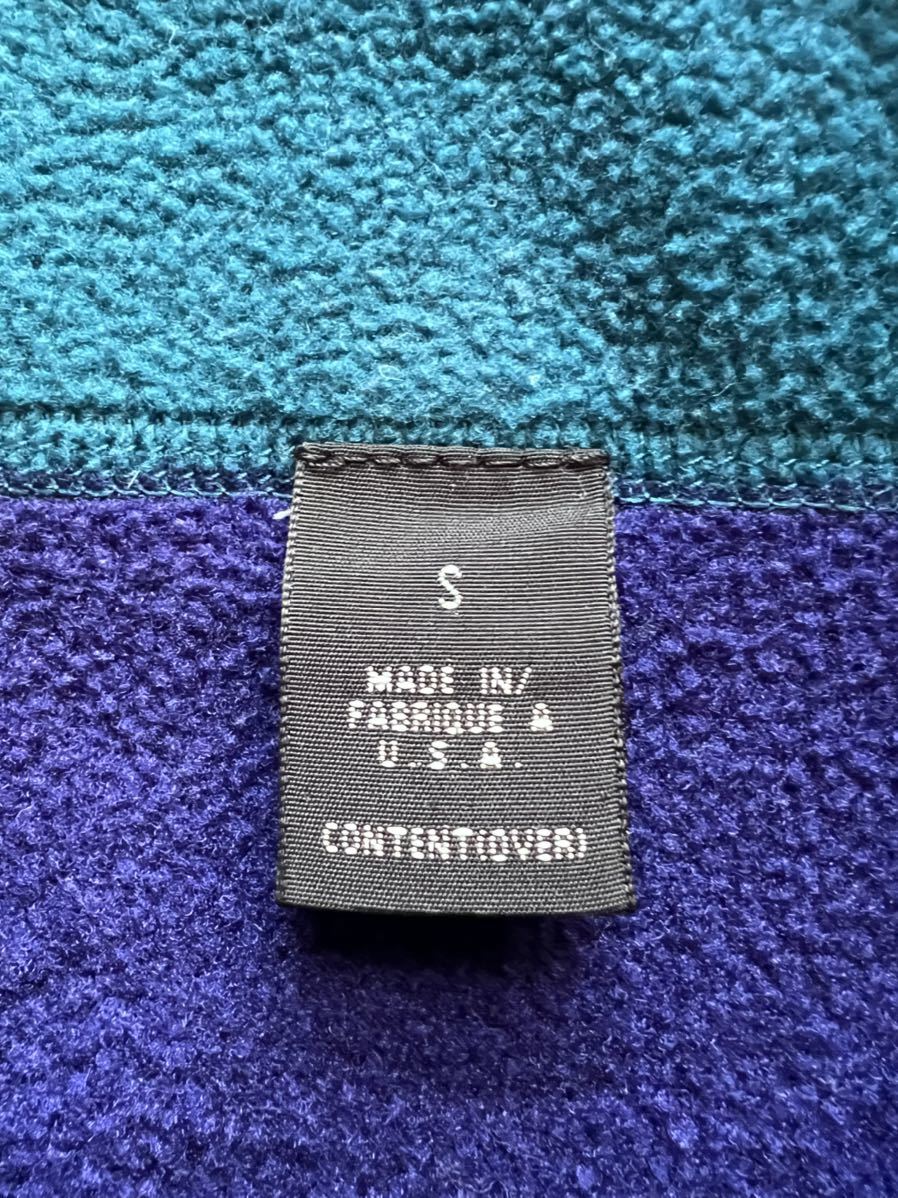 S
MADE IN/
FABRIQUE A
U.S.A.
CONTENT(OVER)